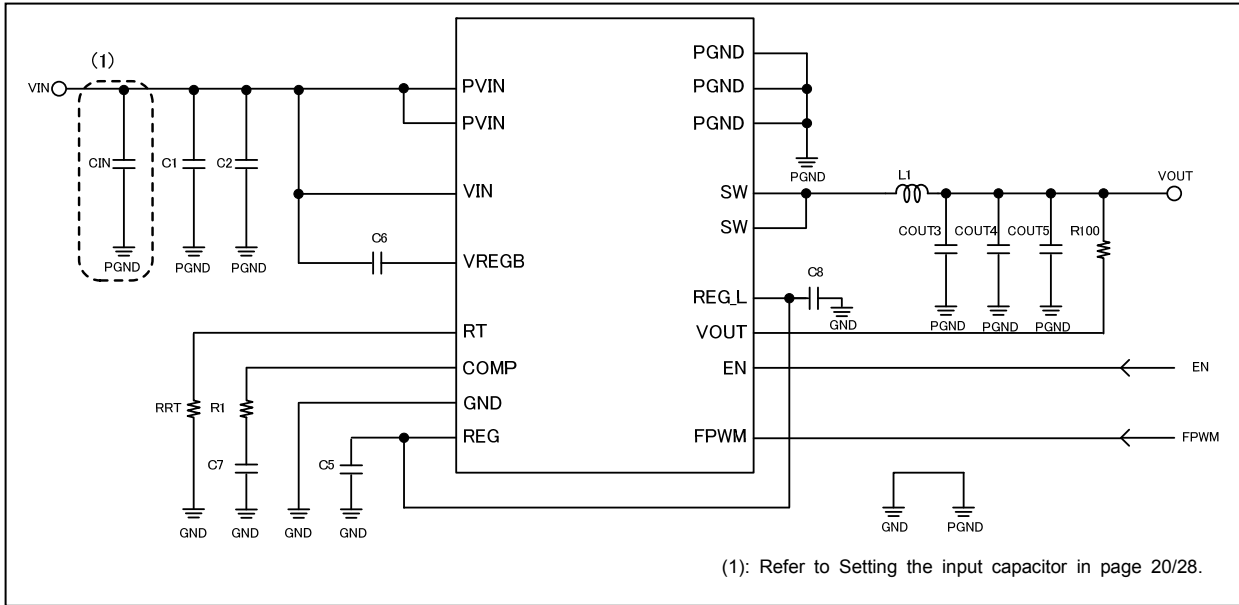 (1)
VIN
CIN
C1
C2
PGND
PGND
PGND
C6
RRT
R1
C7
C5
GND
GND
GND
GND
PVIN
PVIN
VIN
VREGB
RT
COMP
GND
REG
PGND
PGND
PGND
SW
SW
REG_L
VOUT
EN
FPWM
PGND
L1
VOUT
COUT3
COUT4
COUT5
R100
C8
GND
PGND
PGND
PGND
EN
FPWM
GND
PGND
(1): Refer to Setting the input capacitor in page 20/28.